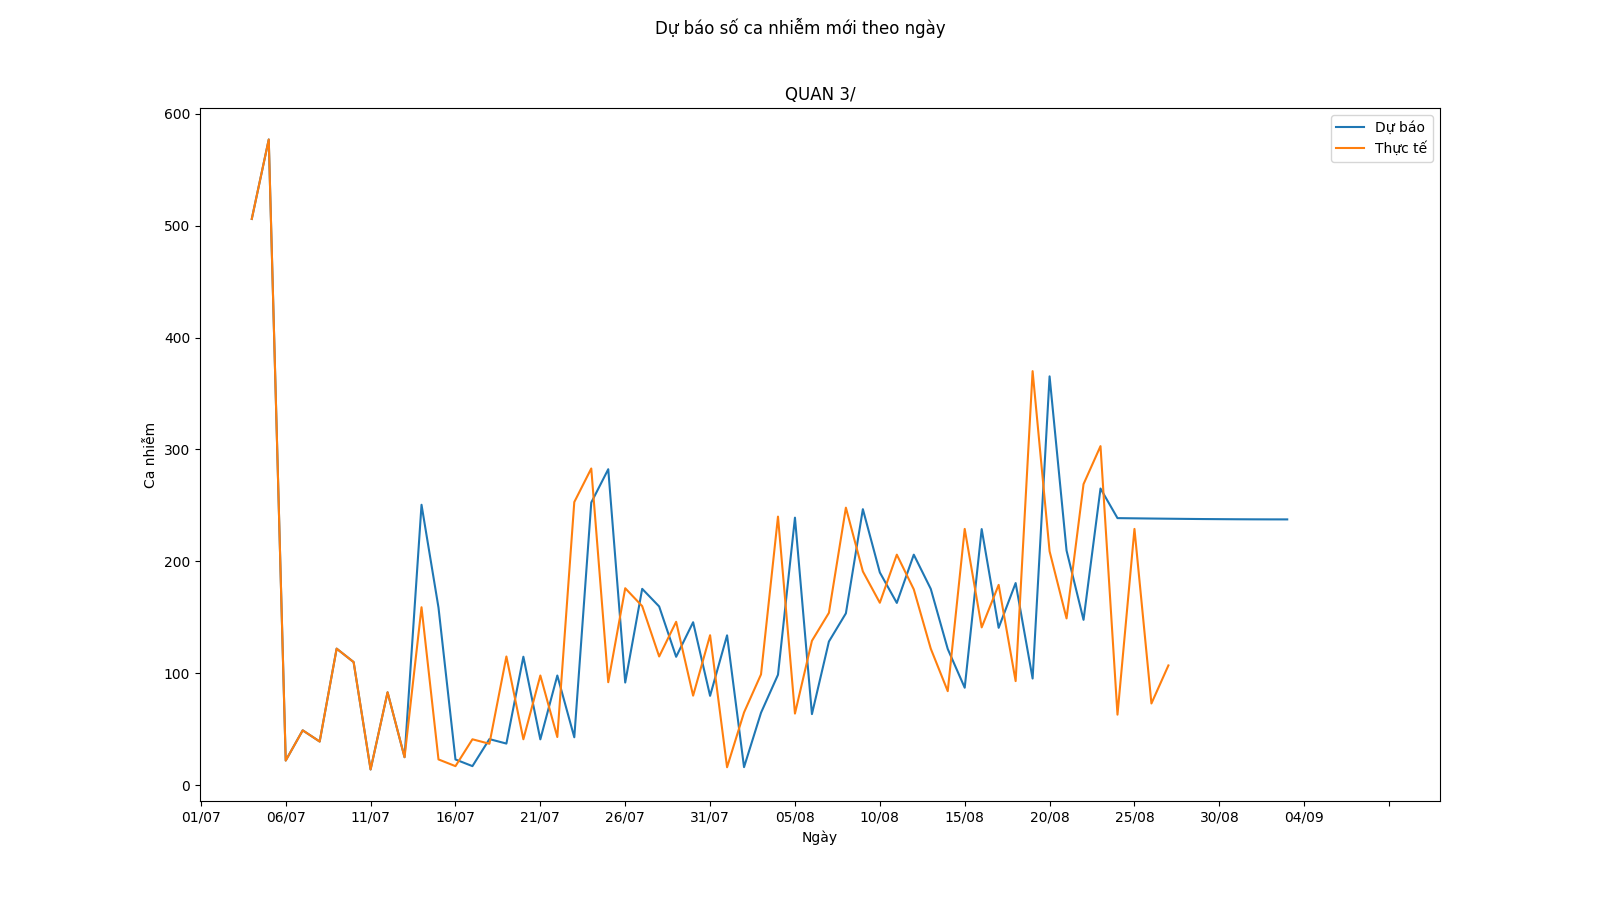 Dự báo số ca nhiễm mới theo ngày
QUAN 3/
Dự báo
Thực tế
600
500
400
300
200
100
0
Ca nhiễm
01/07 06/07 11/07 16/07 21/07 26/07 31/07 05/08 10/08 15/08 20/08 25/08 30/08 04/09
Ngày